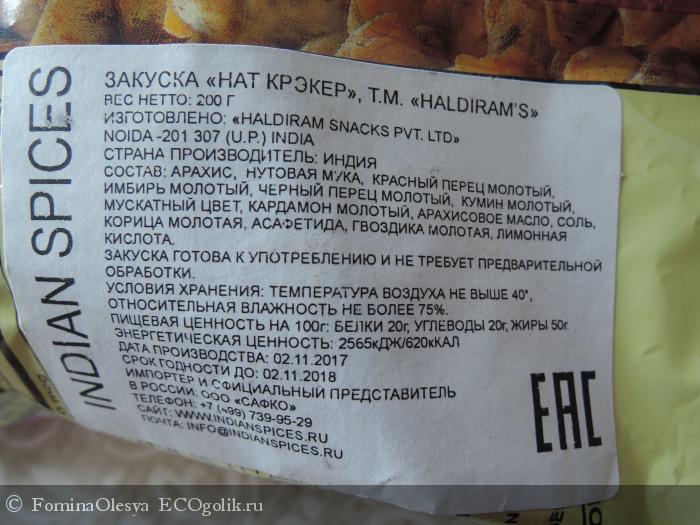 INDIAN SPICES
ЗАКУСКА «НАТ КРЭКЕР», Т.М. «HALDIRAM'S»
ВЕС НЕТТО: 200 Г
ИЗГОТОВЛЕНО: «HALDIRAM SNACKS PVT. LTD»
NOIDA -201 307 (U.P.) INDIA
СТРАНА ПРОИЗВОДИТЕЛЬ: ИНДИЯ
СОСТАВ: АРАХИС, НУТОВАЯ МУКА, КРАСНЫЙ ПЕРЕЦ МОЛОТЫЙ,
ИМБИРЬ МОЛОТЫЙ, ЧЕРНЫЙ ПЕРЕЦ МОЛОТЫЙ, КУМИН МОЛОТЫЙ,
МУСКАТНЫЙ ЦВЕТ, КАРДАМОН МОЛОТЫЙ, АРАХИСОВОЕ МАСЛО, СОЛЬ,
КОРИЦА МОЛОТАЯ, АСАФЕТИДА, ГВОЗДИКА МОЛОТАЯ, ЛИМОННАЯ
КИСЛОТА.
ЗАКУСКА ГОТОВА К УПОТРЕБЛЕНИЮ И НЕ ТРЕБУЕТ ПРЕДВАРИТЕЛЬНОЙ
ОБРАБОТКИ.
УСЛОВИЯ ХРАНЕНИЯ: ТЕМПЕРАТУРА ВОЗДУХА НЕ ВЫШЕ 40°,
ОТНОСИТЕЛЬНАЯ ВЛАЖНОСТЬ НЕ БОЛЕЕ 75%.
ПИЩЕВАЯ ЦЕННОСТЬ НА 100г: БЕЛКИ 20г, УГЛЕВОДЫ 20г, ЖИРЫ 50г.
ЭНЕРГЕТИЧЕСКАЯ ЦЕННОСТЬ: 2565кДЖ/620кКАЛ
ДАТА ПРОИЗВОДСТВА: 02.11.2017
СРОК ГОДНОСТИ ДО: 02.11.2018
ИМПОРТЕР И ОФИЦИАЛЬНЫЙ ПРЕДСТАВИТЕЛЬ
В РОССИИ: ООО «САФКО»
ТЕЛЕФОН: +7 (499) 739-95-29
САЙТ: WWW.INDIANSPICES.RU
ПОЧТА: INFO@INDIANSPICES.RU
EAC
© FominaOlesya ECOgolik.ru